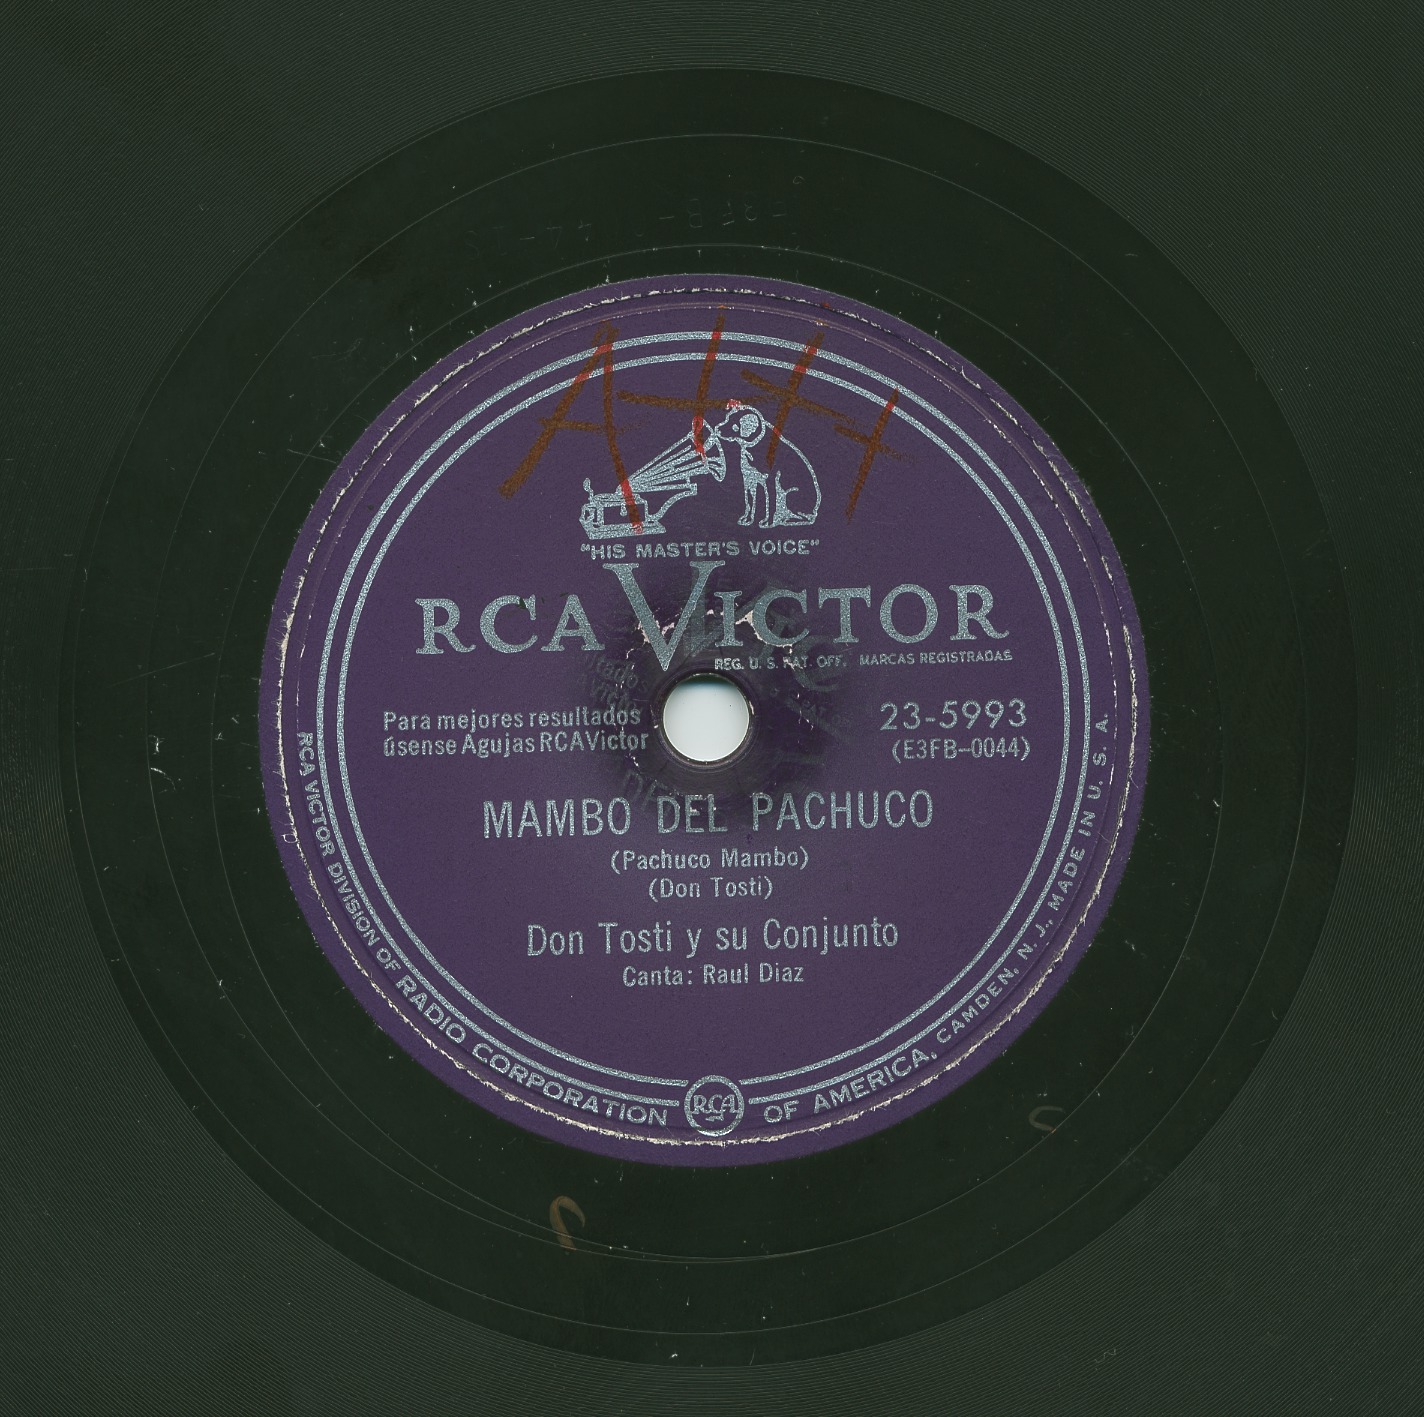 "HIS MASTER'S VOICE"
RCA VICTOR
REG. U. S. PAT. OFF. MARCAS REGISTRADAS
Para mejores resultados
úsense Agujas RCA Victor
23-5993
(E3FB-0044)
MAMBO DEL PACHUCO
(Pachuco Mambo)
(Don Tosti)
Don Tosti y su Conjunto
Canta: Raul Diaz
RCA VICTOR DIVISION OF RADIO CORPORATION OF AMERICA, CAMDEN, N. J., MADE IN U. S. A.
RCA